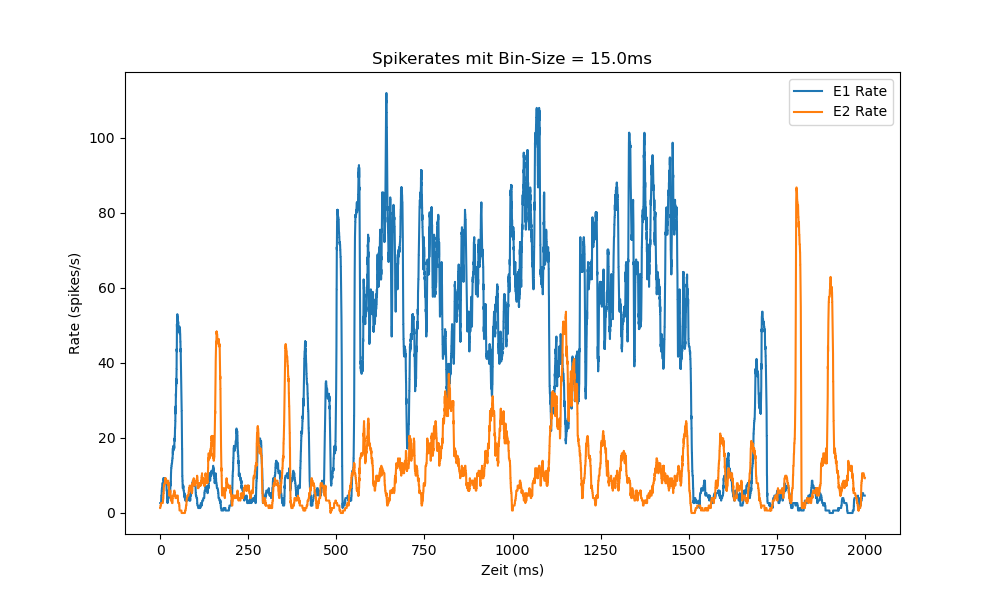 Spikerates mit Bin-Size = 15.0ms
E1 Rate
E2 Rate
Rate (spikes/s)
100
80
60
40
20
0
0 250 500 750 1000 1250 1500 1750 2000
Zeit (ms)